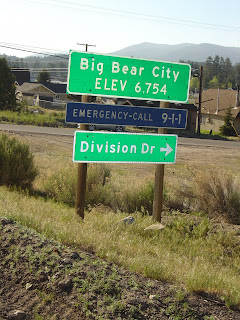 Big Bear City
ELEV 6.754
EMERGENCY-CALL 9-1-1
Division Dr →